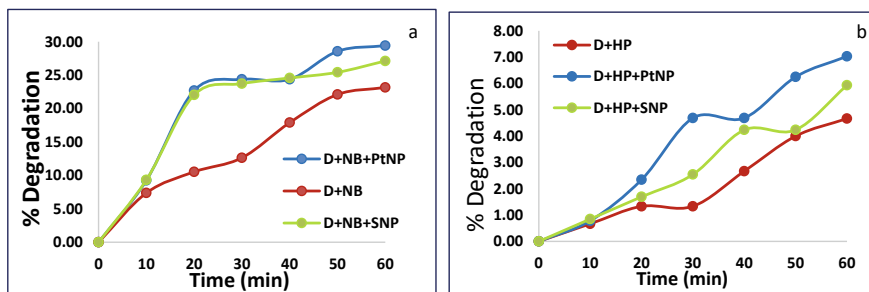 a
30.00
25.00
20.00
15.00
10.00
5.00
0.00
% Degradation
D+NB+PtNP
D+NB
D+NB+SNP
0 10 20 30 40 50 60
Time (min)
b
8.00
7.00
6.00
5.00
4.00
3.00
2.00
1.00
0.00
% Degradation
D+HP
D+HP+PtNP
D+HP+SNP
0 10 20 30 40 50 60
Time (min)